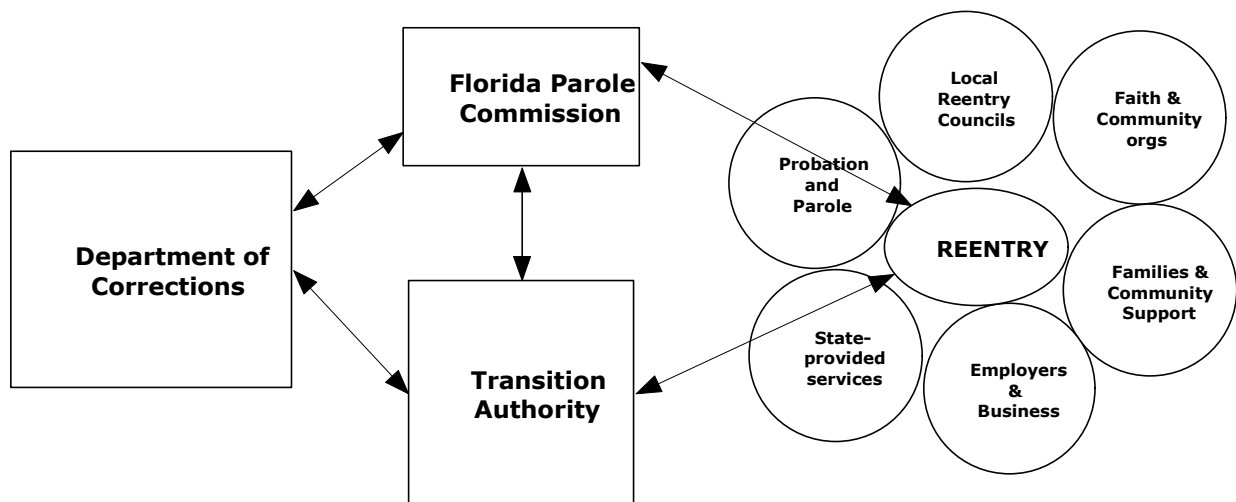 Florida Parole
Commission
Department of
Corrections
Transition
Authority
Local
Reentry
Councils
Faith &
Community
orgs
Probation
and
Parole
REENTRY
Families &
Community
Support
State-
provided
services
Employers
&
Business